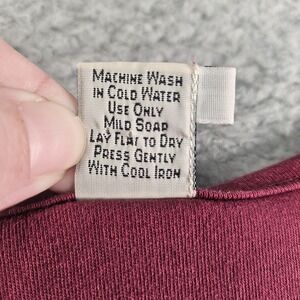 MACHINE WASH
IN COLD WATER
USE ONLY
MILD SOAP
LAY FLAT TO DRY
PRESS GENTLY
WITH COOL IRON